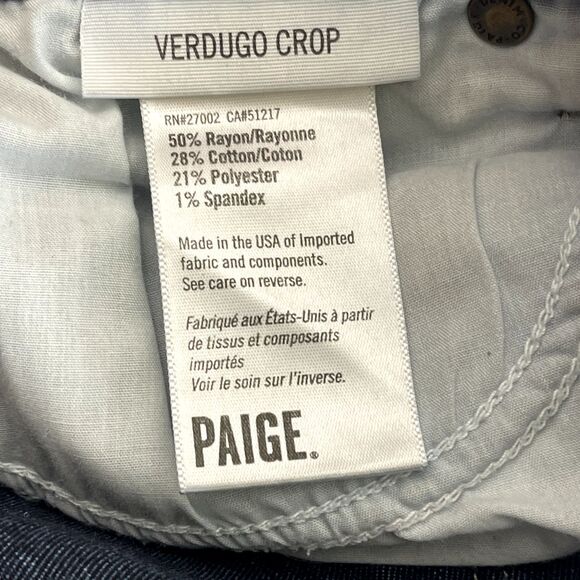 VERDUGO CROP
RN#27002 CA#51217
50% Rayon/Rayonne
28% Cotton/Coton
21% Polyester
1% Spandex
Made in the USA of Imported
fabric and components.
See care on reverse.
Fabriqué aux États-Unis à partir
de tissus et composants
importés
Voir le soin sur l'inverse.
PAIGE®